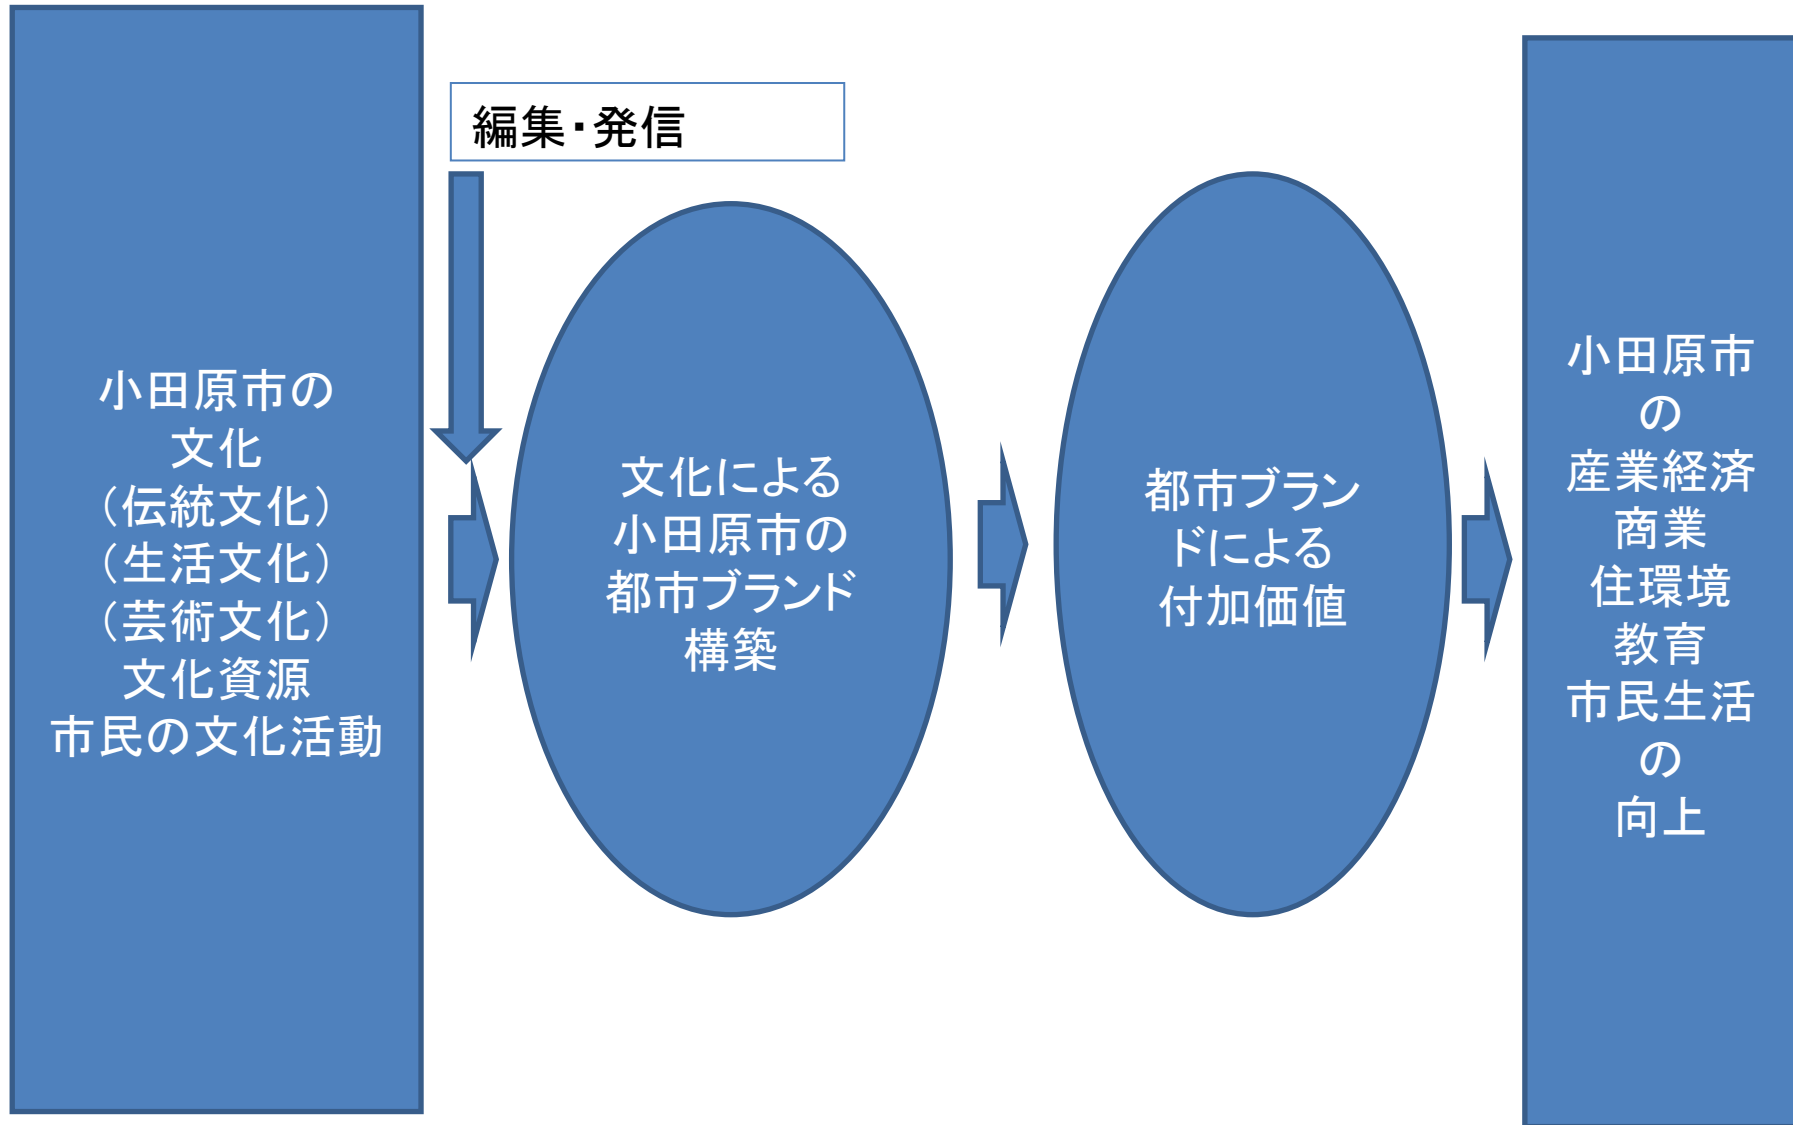 小田原市の
文化
（伝統文化）
（生活文化）
（芸術文化）
文化資源
市民の文化活動
編集・発信
文化による
小田原市の
都市ブランド
構築
都市ブラン
ドによる
付加価値
小田原市
の
産業経済
商業
住環境
教育
市民生活
の
向上